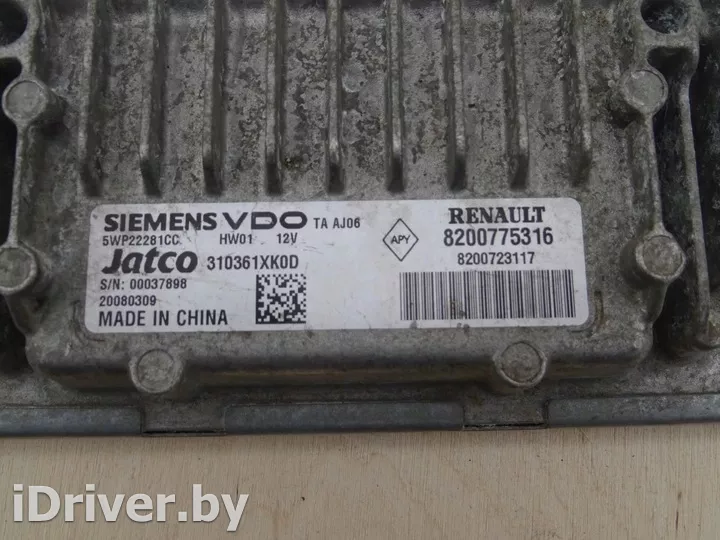 SIEMENS VDO TA AJ06
5WP22281CC HW01 12V
Jatco 310361XK0D
S/N: 00037898
20080309
MADE IN CHINA
APY
RENAULT
8200775316
8200723117
iDriver.by